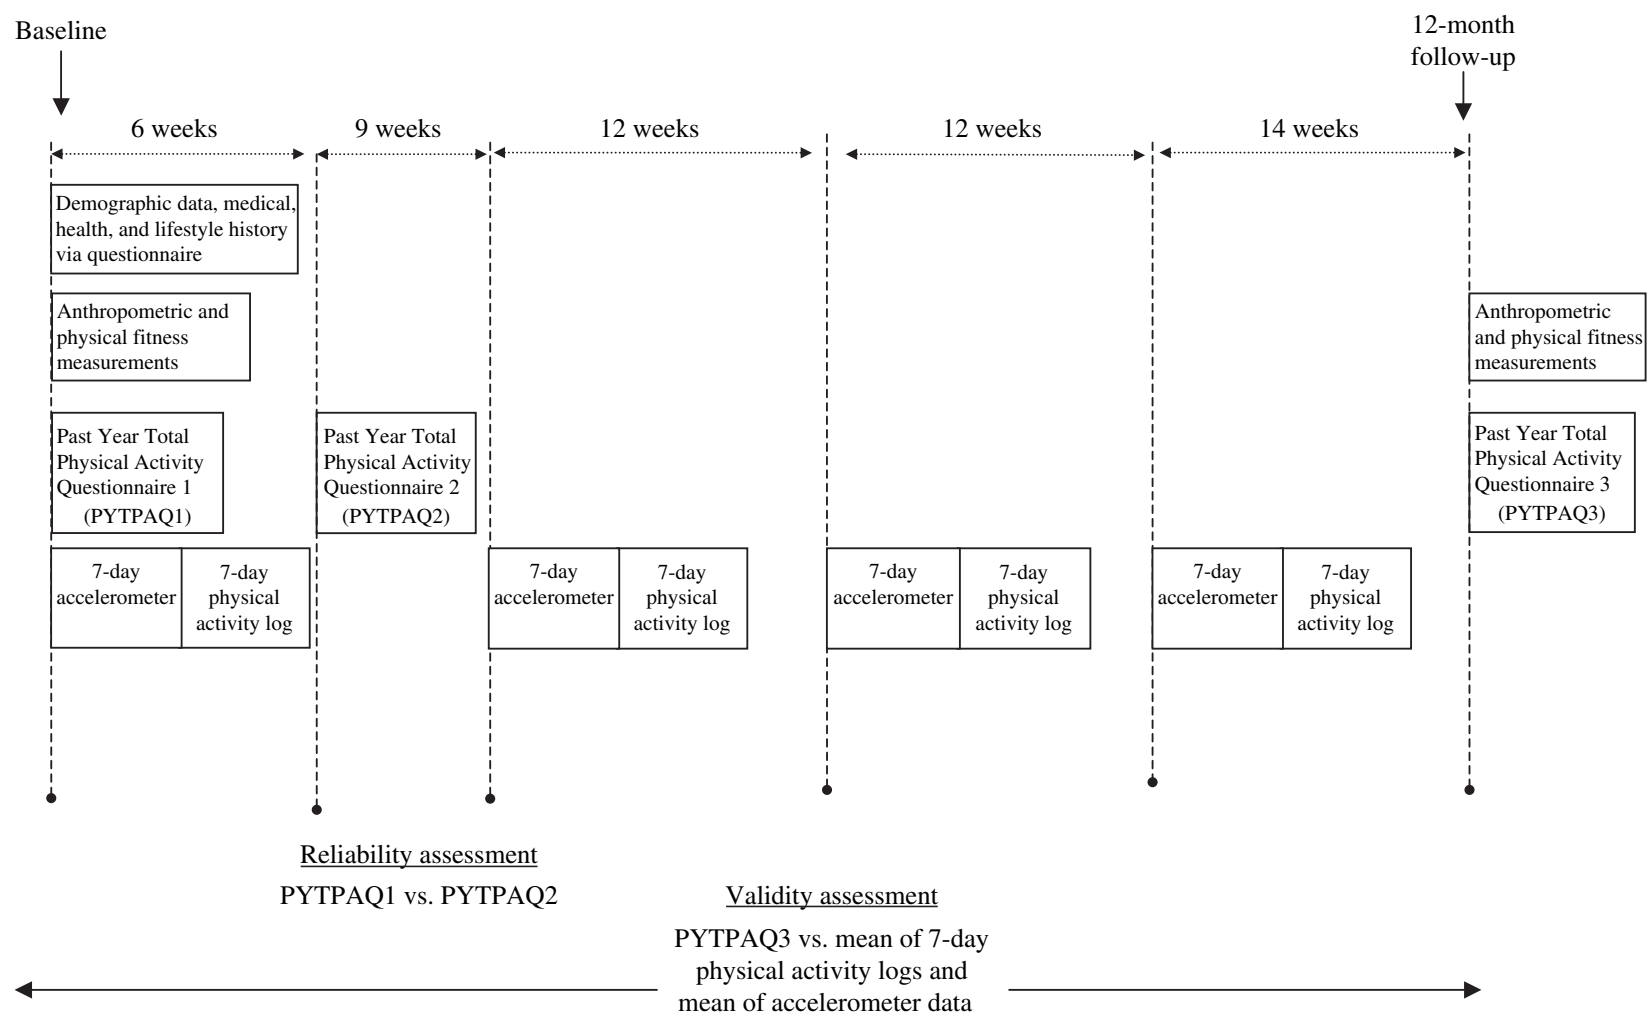 Baseline
12-month
follow-up
6 weeks
9 weeks
12 weeks
12 weeks
14 weeks
Demographic data, medical,
health, and lifestyle history
via questionnaire
Anthropometric and
physical fitness
measurements
Anthropometric
and physical fitness
measurements
Past Year Total
Physical Activity
Questionnaire 1
(PYTPAQ1)
Past Year Total
Physical Activity
Questionnaire 2
(PYTPAQ2)
Past Year Total
Physical Activity
Questionnaire 3
(PYTPAQ3)
7-day
accelerometer
7-day
physical
activity log
7-day
accelerometer
7-day
physical
activity log
7-day
accelerometer
7-day
physical
activity log
7-day
accelerometer
7-day
physical
activity log
Reliability assessment
PYTPAQ1 vs. PYTPAQ2
Validity assessment
PYTPAQ3 vs. mean of 7-day
physical activity logs and
mean of accelerometer data